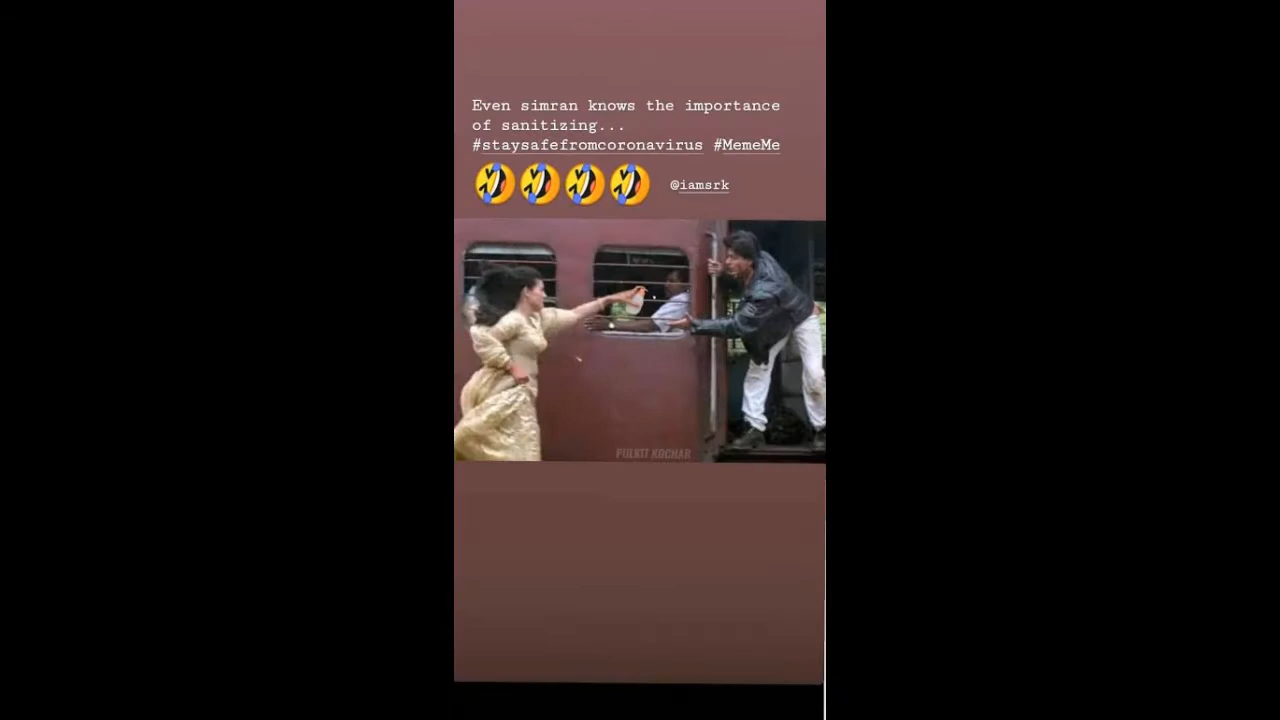 Even simran knows the importance
of sanitizing...
#staysafefromcoronavirus #MemeMe
@iamsrk
PULKIT KOCHAR